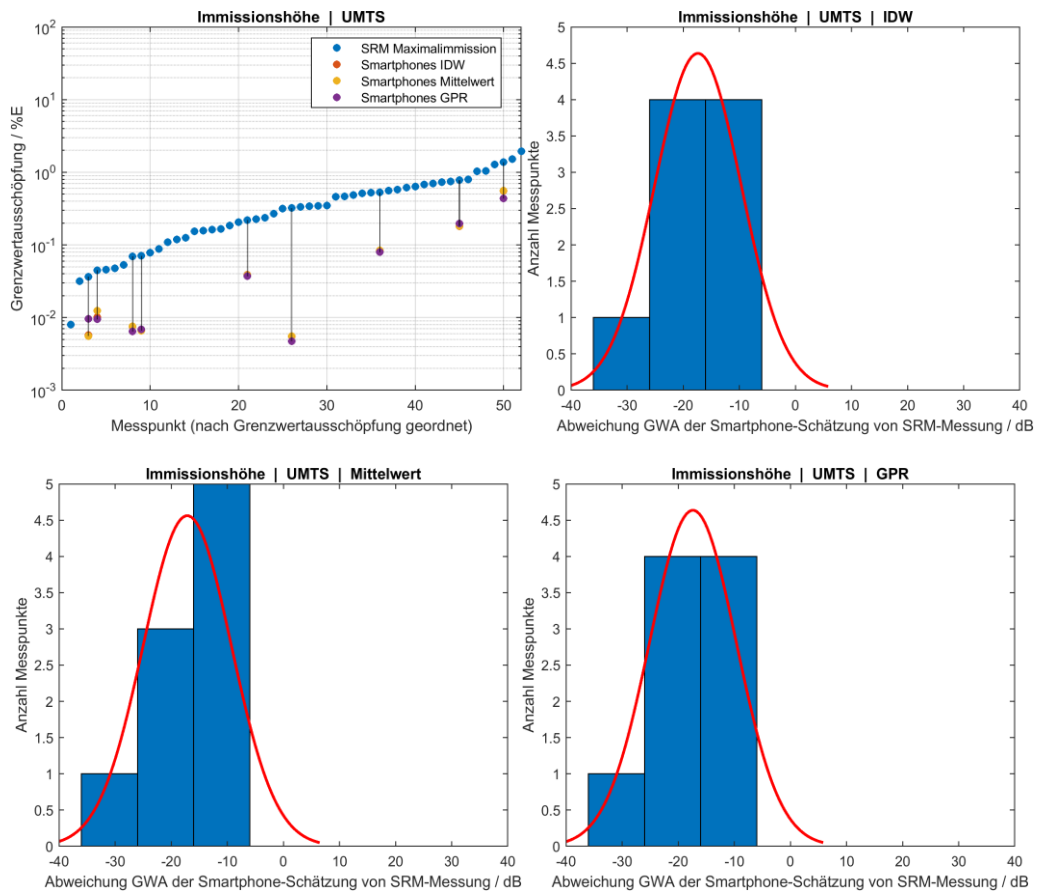 Immissionshöhe | UMTS
10^2
10^1
10^0
10^-1
10^-2
10^-3
Grenzwertausschöpfung / %E
SRM Maximalimmission
Smartphones IDW
Smartphones Mittelwert
Smartphones GPR
0 10 20 30 40 50
Messpunkt (nach Grenzwertausschöpfung geordnet)
Immissionshöhe | UMTS | IDW
5
4.5
4
3.5
3
2.5
2
1.5
1
0.5
0
Anzahl Messpunkte
-40 -30 -20 -10 0 10 20 30 40
Abweichung GWA der Smartphone-Schätzung von SRM-Messung / dB
Immissionshöhe | UMTS | Mittelwert
5
4.5
4
3.5
3
2.5
2
1.5
1
0.5
0
Anzahl Messpunkte
-40 -30 -20 -10 0 10 20 30 40
Abweichung GWA der Smartphone-Schätzung von SRM-Messung / dB
Immissionshöhe | UMTS | GPR
5
4.5
4
3.5
3
2.5
2
1.5
1
0.5
0
Anzahl Messpunkte
-40 -30 -20 -10 0 10 20 30 40
Abweichung GWA der Smartphone-Schätzung von SRM-Messung / dB